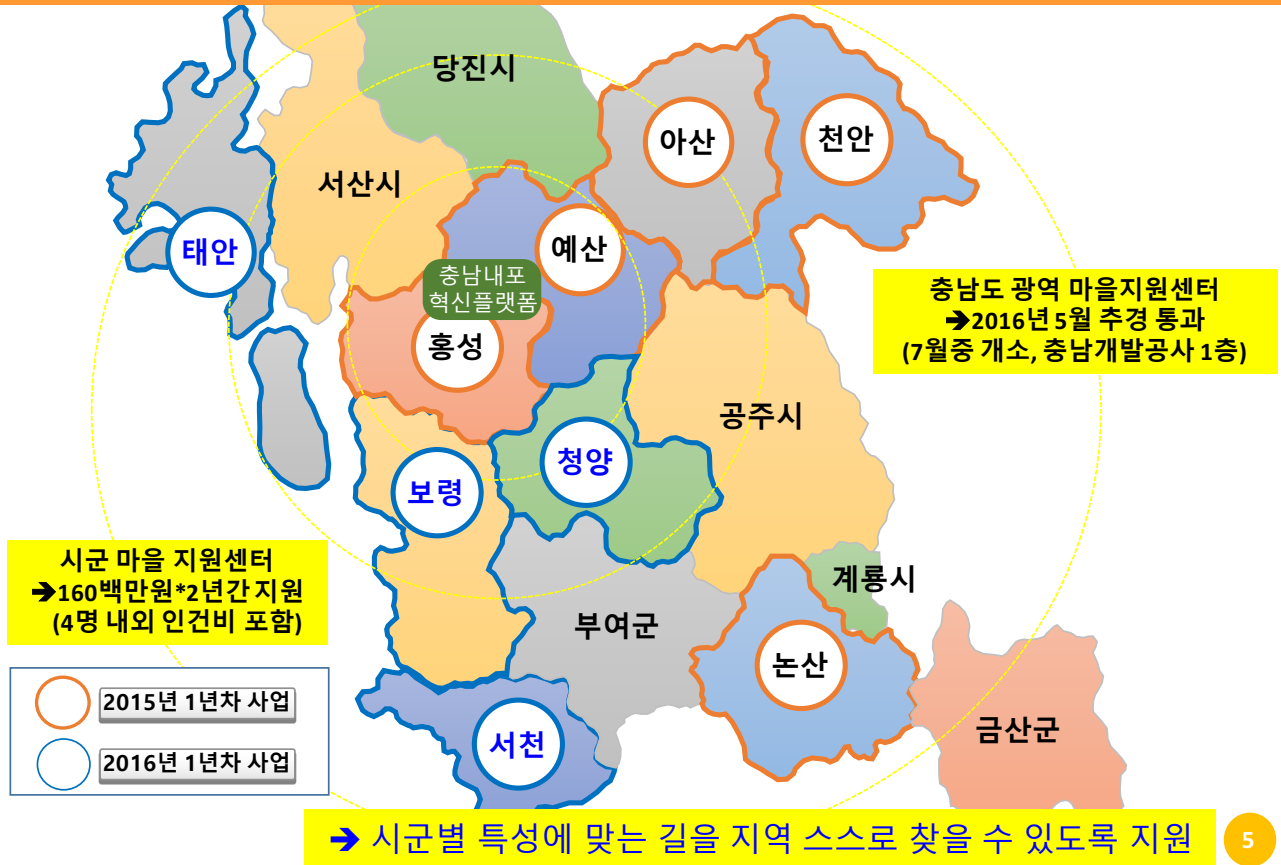 당진시
아산
천안
서산시
태안
예산
충남내포
혁신플랫폼
홍성
충남도 광역 마을지원센터
➔2016년 5월 추경 통과
(7월중 개소, 충남개발공사 1층)
공주시
청양
보령
시군 마을 지원센터
➔160백만원*2년간 지원
(4명 내외 인건비 포함)
계룡시
부여군
논산
2015년 1년차 사업
2016년 1년차 사업
서천
금산군
➔ 시군별 특성에 맞는 길을 지역 스스로 찾을 수 있도록 지원
5